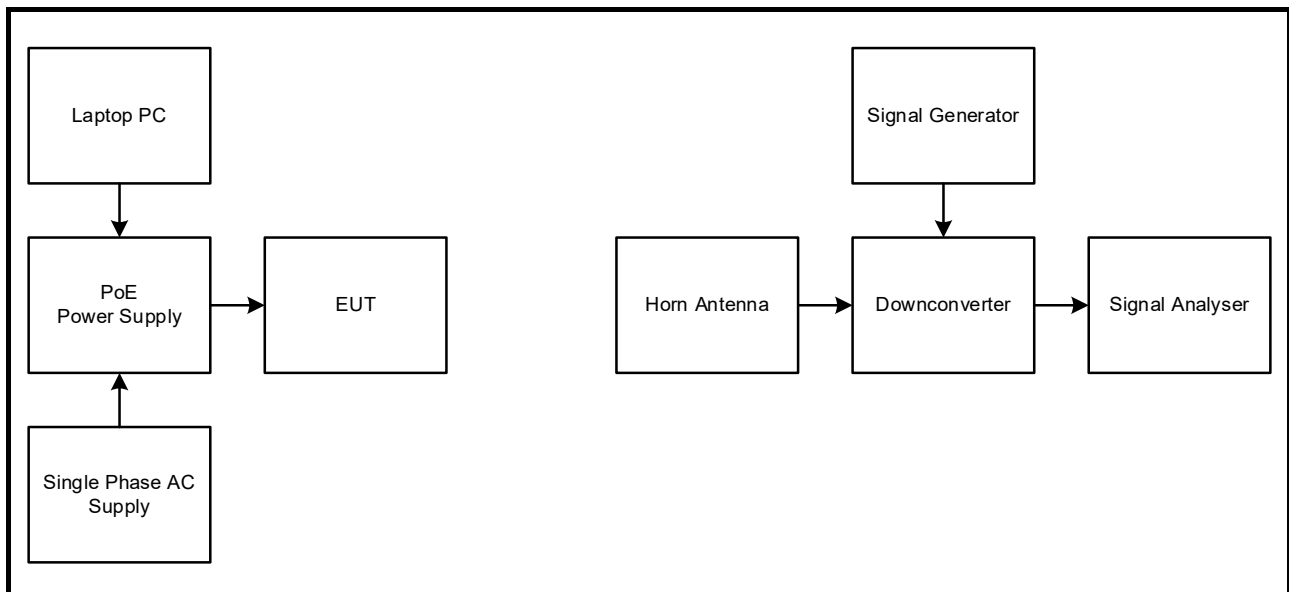 Laptop PC
Signal Generator
PoE
Power Supply
EUT
Horn Antenna
Downconverter
Signal Analyser
Single Phase AC
Supply